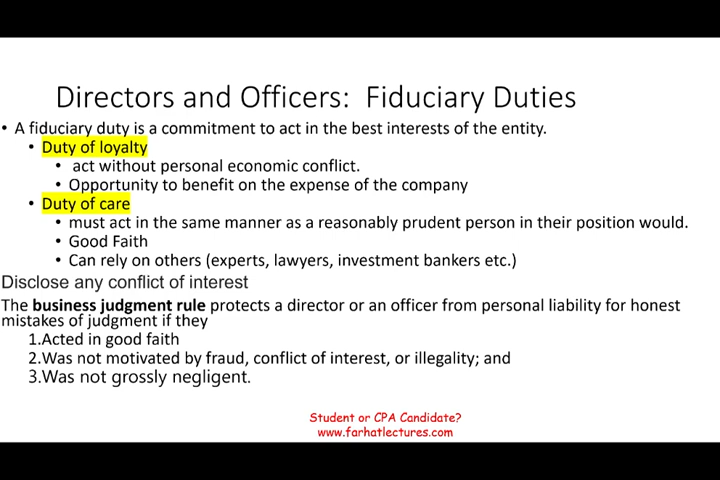 Directors and Officers: Fiduciary Duties
• A fiduciary duty is a commitment to act in the best interests of the entity.
• Duty of loyalty
• act without personal economic conflict.
• Opportunity to benefit on the expense of the company
• Duty of care
• must act in the same manner as a reasonably prudent person in their position would.
• Good Faith
• Can rely on others (experts, lawyers, investment bankers etc.)
Disclose any conflict of interest
The business judgment rule protects a director or an officer from personal liability for honest
mistakes of judgment if they
1.Acted in good faith
2.Was not motivated by fraud, conflict of interest, or illegality; and
3.Was not grossly negligent.
Student or CPA Candidate?
www.farhatlectures.com